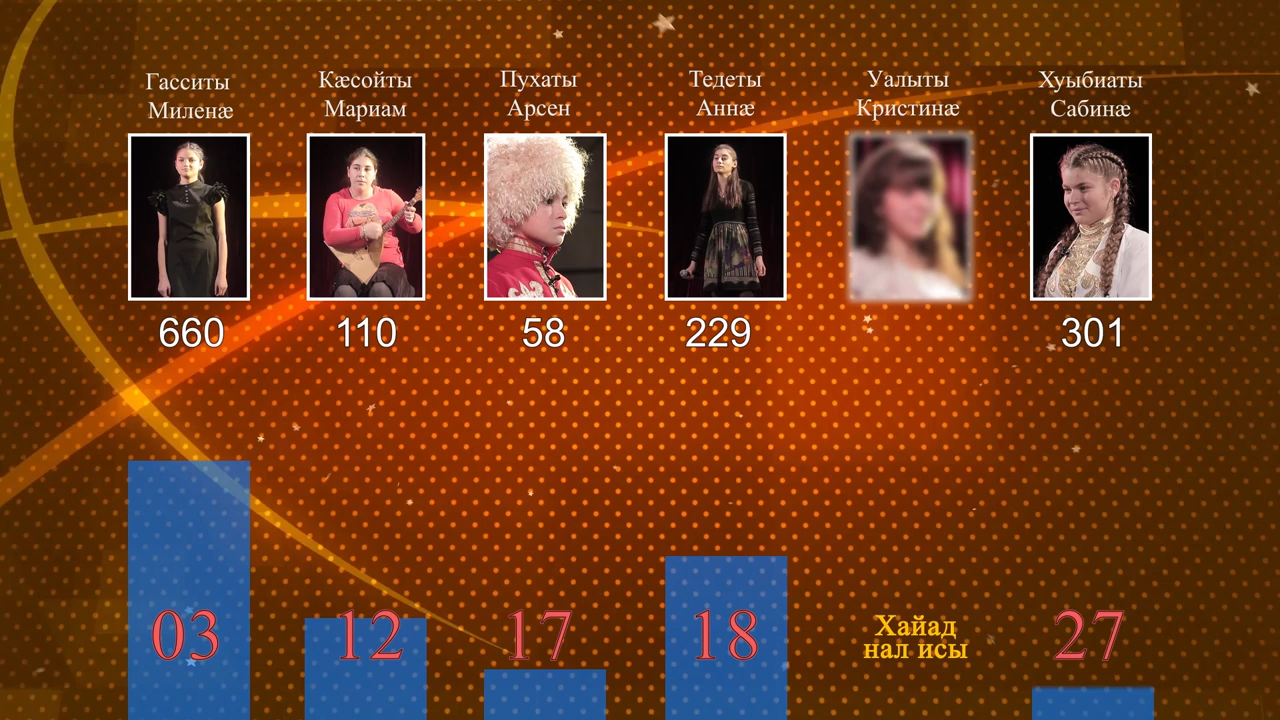 Гасситы
Миленæ
Кæсойты
Мариам
Пухаты
Арсен
Тедеты
Аннæ
Уалыты
Кристинæ
Хуыбиаты
Сабинæ
660
110
58
229
301
03
12
17
18
Хайад
нал исы
27